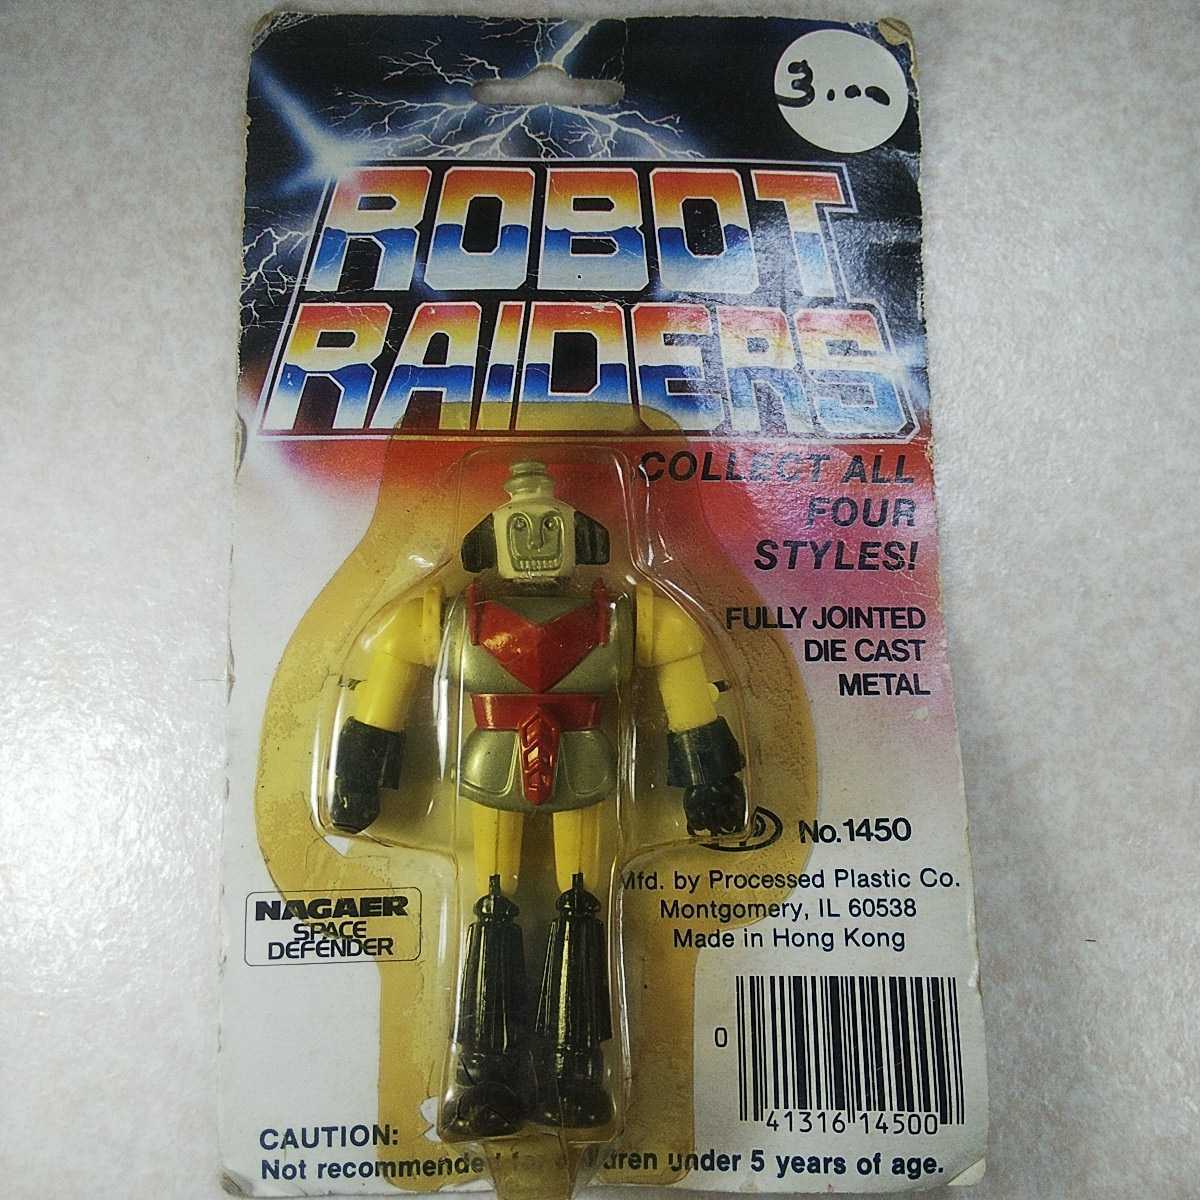 3.00
ROBOT
RAIDERS
COLLECT ALL
FOUR
STYLES!
FULLY JOINTED
DIE CAST
METAL
No.1450
Mfd. by Processed Plastic Co.
Montgomery, IL 60538
Made in Hong Kong
NAGAER
SPACE
DEFENDER
0 41316 14500
CAUTION:
Not recommended for children under 5 years of age.